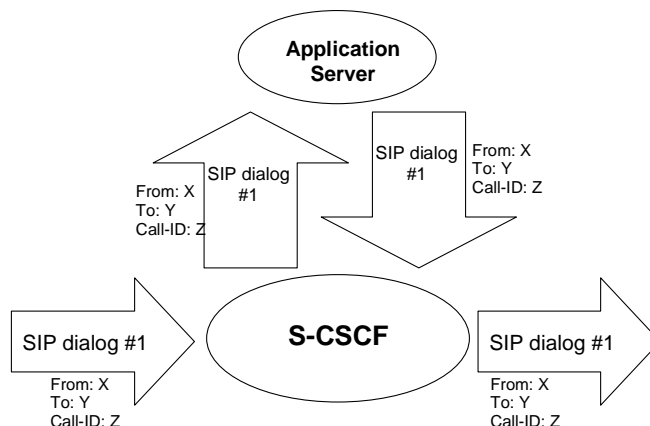 Application
Server
SIP dialog
#1
From: X
To: Y
Call-ID: Z
SIP dialog
#1
From: X
To: Y
Call-ID: Z
S-CSCF
SIP dialog #1
From: X
To: Y
Call-ID: Z
SIP dialog #1
From: X
To: Y
Call-ID: Z